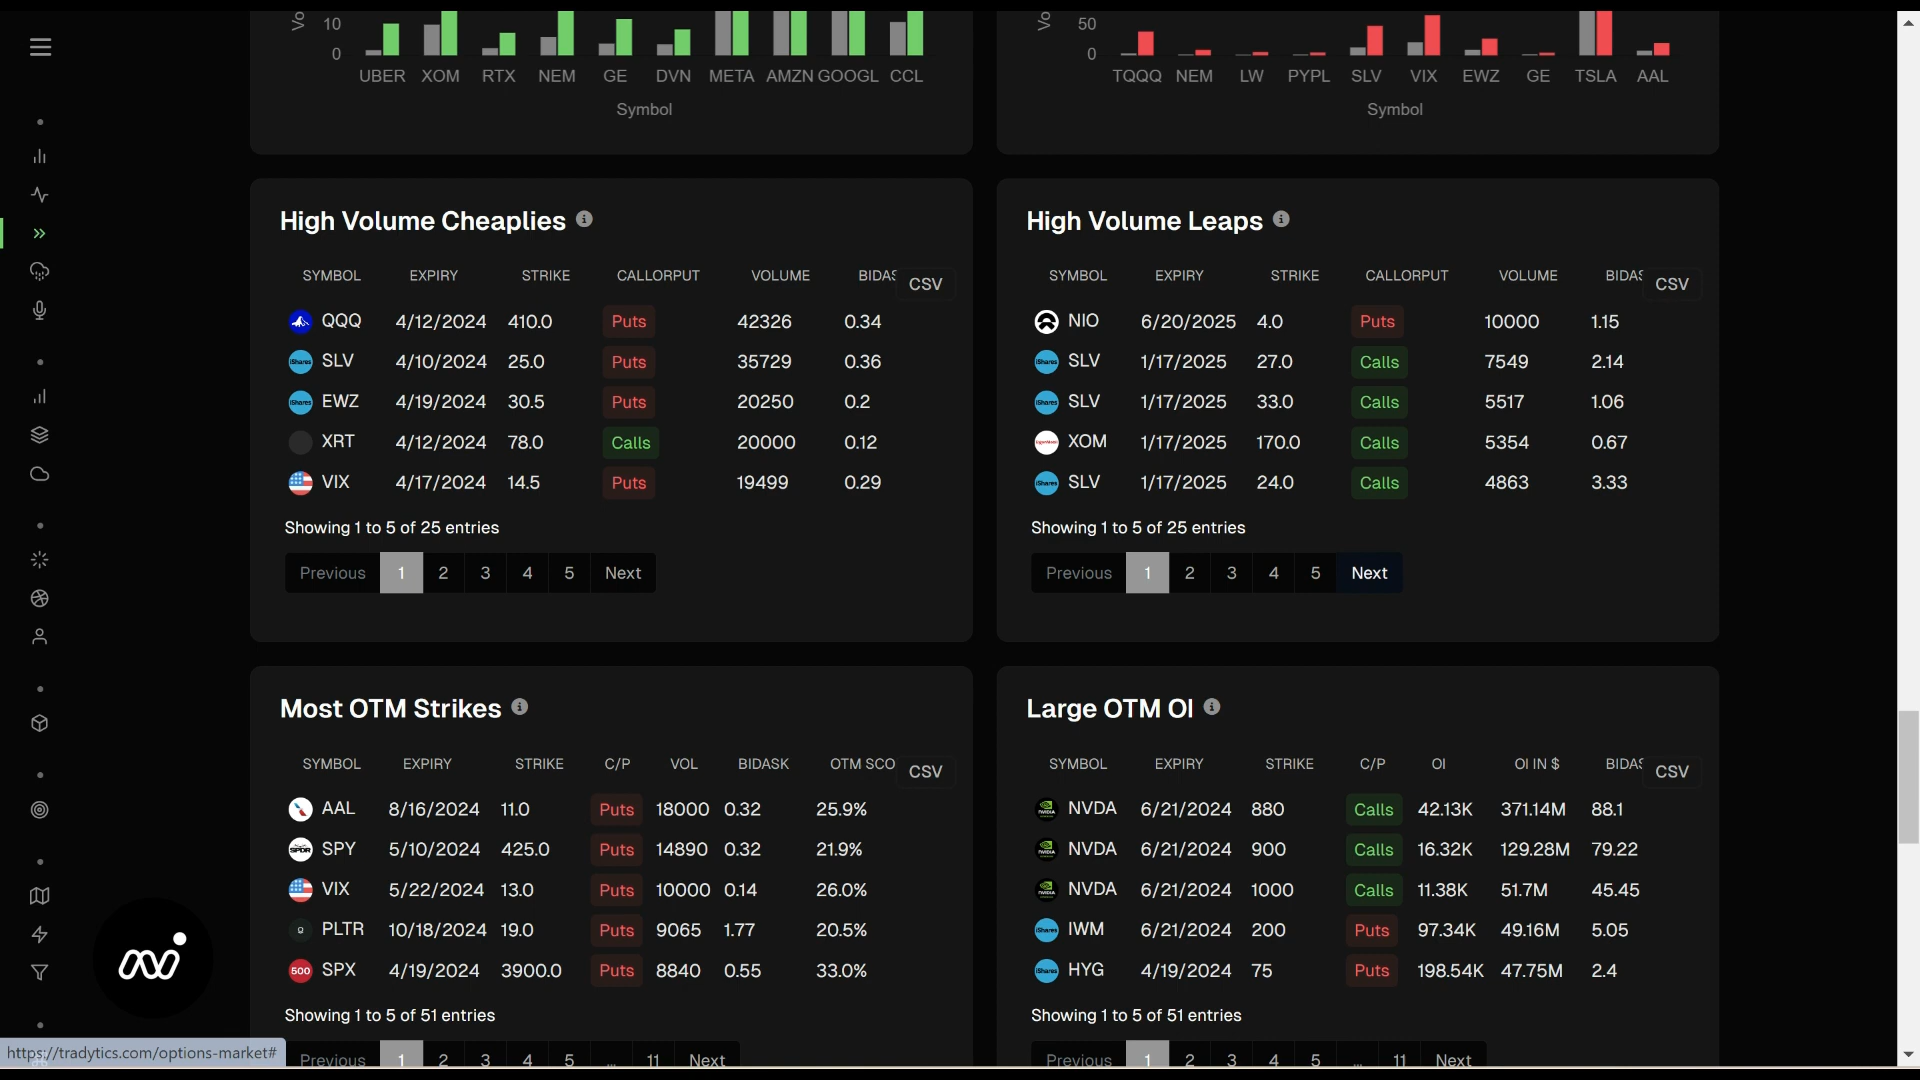 Vo 10
0
UBER XOM RTX NEM GE DVN META AMZN GOOGL CCL
Symbol
Vo 50
0
TQQQ NEM LW PYPL SLV VIX EWZ GE TSLA AAL
Symbol
High Volume Cheaplies
SYMBOL EXPIRY STRIKE CALLORPUT VOLUME BIDAS CSV
QQQ 4/12/2024 410.0 Puts 42326 0.34
SLV 4/10/2024 25.0 Puts 35729 0.36
EWZ 4/19/2024 30.5 Puts 20250 0.2
XRT 4/12/2024 78.0 Calls 20000 0.12
VIX 4/17/2024 14.5 Puts 19499 0.29
Showing 1 to 5 of 25 entries
Previous 1 2 3 4 5 Next
High Volume Leaps
SYMBOL EXPIRY STRIKE CALLORPUT VOLUME BIDAS CSV
NIO 6/20/2025 4.0 Puts 10000 1.15
SLV 1/17/2025 27.0 Calls 7549 2.14
SLV 1/17/2025 33.0 Calls 5517 1.06
XOM 1/17/2025 170.0 Calls 5354 0.67
SLV 1/17/2025 24.0 Calls 4863 3.33
Showing 1 to 5 of 25 entries
Previous 1 2 3 4 5 Next
Most OTM Strikes
SYMBOL EXPIRY STRIKE C/P VOL BIDASK OTM SCO CSV
AAL 8/16/2024 11.0 Puts 18000 0.32 25.9%
SPY 5/10/2024 425.0 Puts 14890 0.32 21.9%
VIX 5/22/2024 13.0 Puts 10000 0.14 26.0%
PLTR 10/18/2024 19.0 Puts 9065 1.77 20.5%
500 SPX 4/19/2024 3900.0 Puts 8840 0.55 33.0%
Showing 1 to 5 of 51 entries
Previous 1 2 3 4 5 ... 11 Next
Large OTM OI
SYMBOL EXPIRY STRIKE C/P OI OI IN $ BIDAS CSV
NVDA 6/21/2024 880 Calls 42.13K 371.14M 88.1
NVDA 6/21/2024 900 Calls 16.32K 129.28M 79.22
NVDA 6/21/2024 1000 Calls 11.38K 51.7M 45.45
IWM 6/21/2024 200 Puts 97.34K 49.16M 5.05
HYG 4/19/2024 75 Puts 198.54K 47.75M 2.4
Showing 1 to 5 of 51 entries
Previous 1 2 3 4 5 ... 11 Next
https://tradytics.com/options-market#